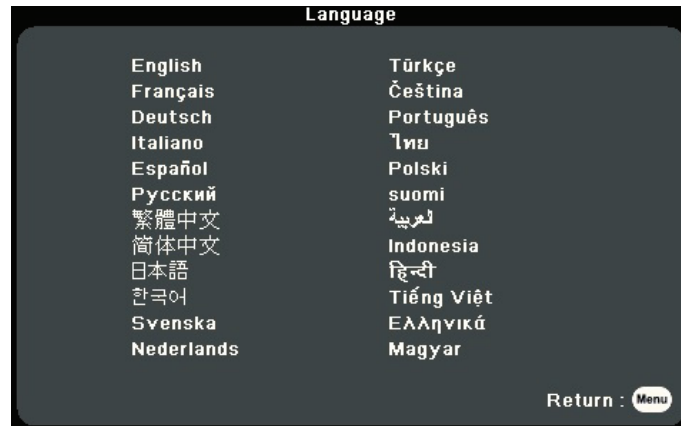 Language
English
Français
Deutsch
Italiano
Español
Русский
繁體中文
简体中文
日本語
한국어
Svenska
Nederlands
Türkçe
Čeština
Português
ไทย
Polski
suomi
العربية
Indonesia
हिन्दी
Tiếng Việt
Ελληνικά
Magyar
Return : Menu